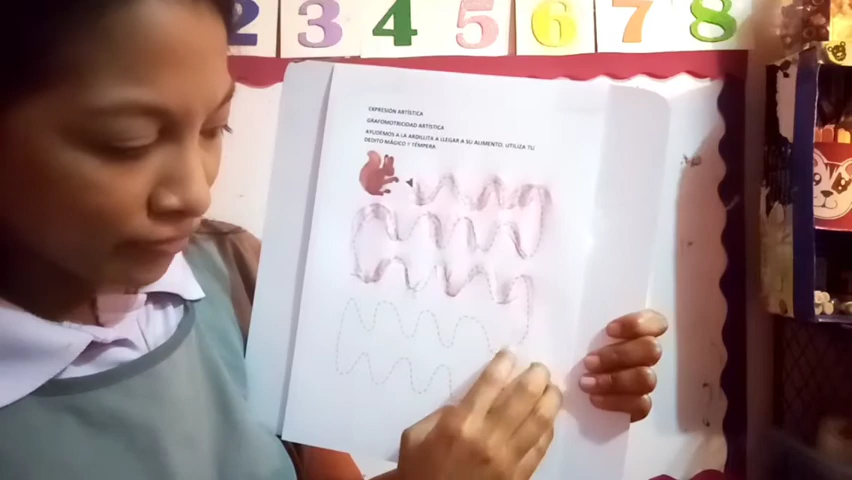 2 3 4 5 6 7 8
EXPRESIÓN ARTÍSTICA
GRAFOMOTRICIDAD ARTÍSTICA
AYUDEMOS A LA ARDILLITA A LLEGAR A SU ALIMENTO. UTILIZA TU
DEDITO MÁGICO Y TÉMPERA